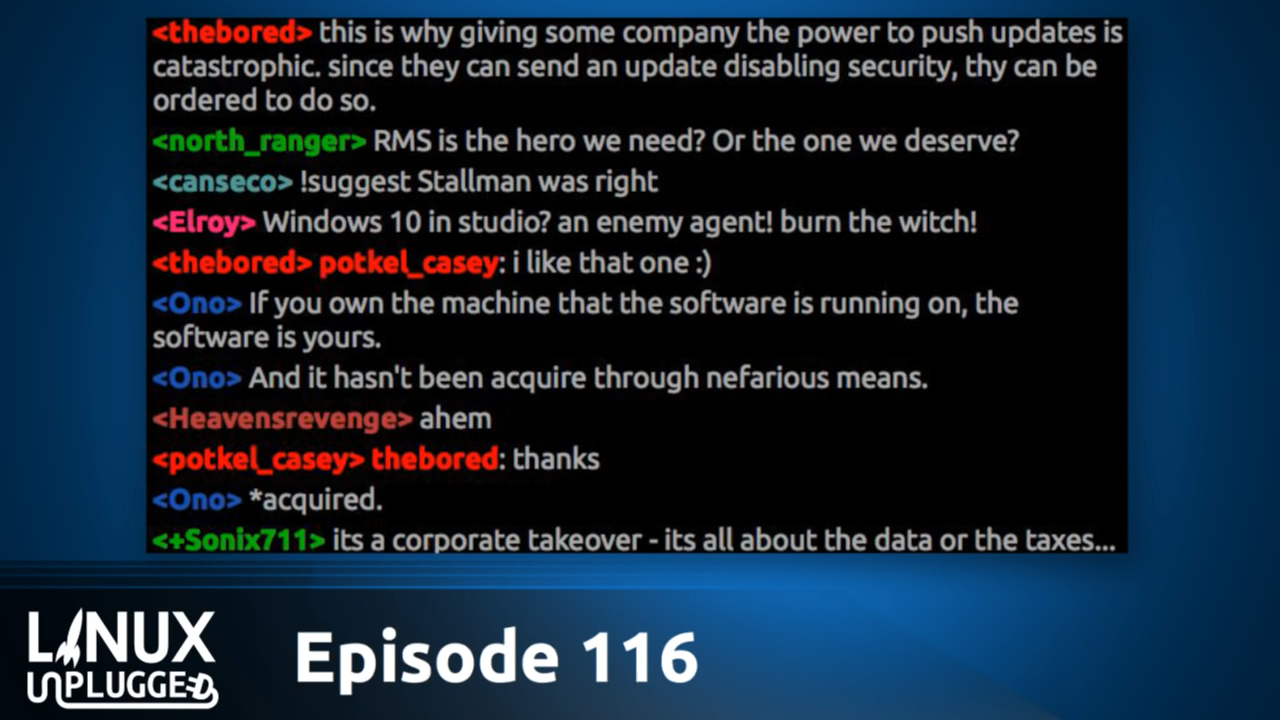 <thebored> this is why giving some company the power to push updates is
catastrophic. since they can send an update disabling security, thy can be
ordered to do so.
<north_ranger> RMS is the hero we need? Or the one we deserve?
<canseco> !suggest Stallman was right
<Elroy> Windows 10 in studio? an enemy agent! burn the witch!
<thebored> potkel_casey: i like that one :)
<Ono> If you own the machine that the software is running on, the
software is yours.
<Ono> And it hasn't been acquire through nefarious means.
<Heavensrevenge> ahem
<potkel_casey> thebored: thanks
<Ono> *acquired.
<+Sonix711> its a corporate takeover - its all about the data or the taxes...
LINUX
UNPLUGGED
Episode 116